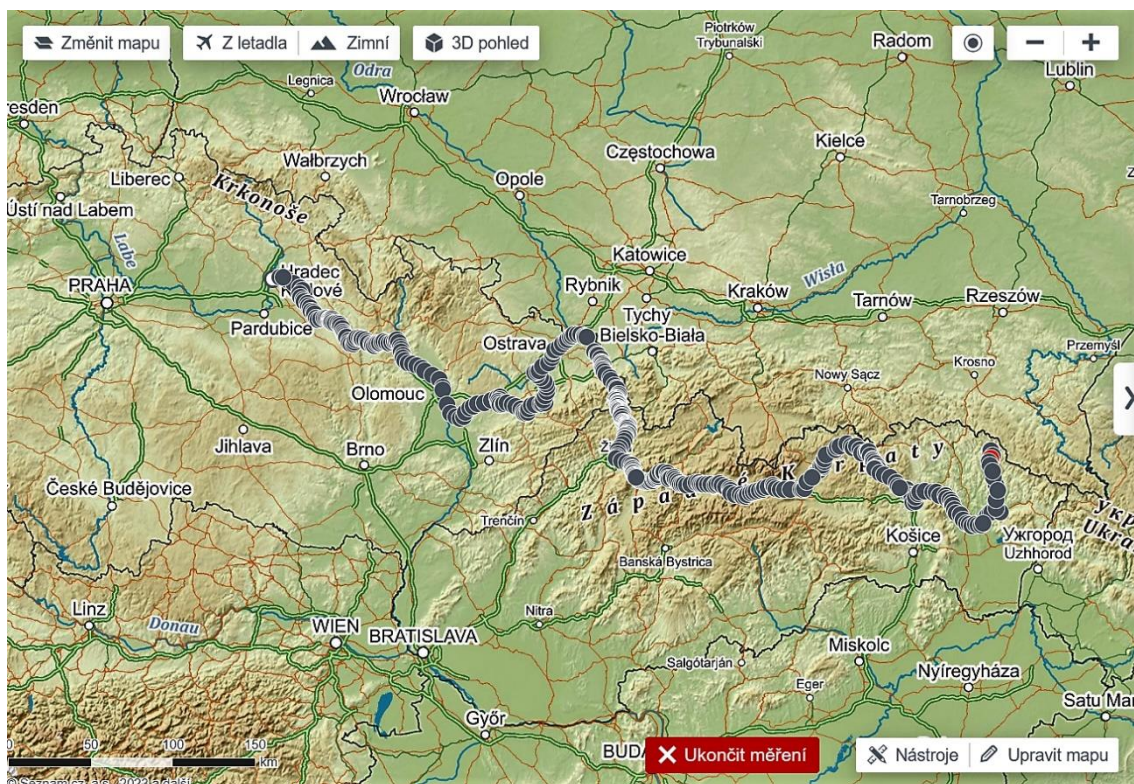 Změnit mapu
Z letadla
Zimní
3D pohled
Piotrków
Trybunalski
Radom
Lublin
Legnica
Odra
Wrocław
resden
Kielce
Częstochowa
Wałbrzych
Liberec
Krkonoše
Opole
Ústí nad Labem
Tarnobrzeg
Labe
Katowice
Hradec
Králové
PRAHA
Rybnik
Wisła
Kraków
Tarnów
Rzeszów
Pardubice
Tychy
Ostrava
Bielsko-Biała
Przemyśl
Krosno
Nowy Sącz
Olomouc
Jihlava
Zlín
Brno
Západné Karpaty
České Budějovice
Trenčín
Košice
Ужгород
Uzhhorod
Ukra
Banská Bystrica
Linz
Donau
WIEN
BRATISLAVA
Nitra
Miskolc
Salgótarján
Nyíregyháza
Eger
Satu Mar
Győr
BUDA
0 50 100 150
km
Ukončit měření
Nástroje
Upravit mapu
© Seznam.cz, a.s., 2022 a další